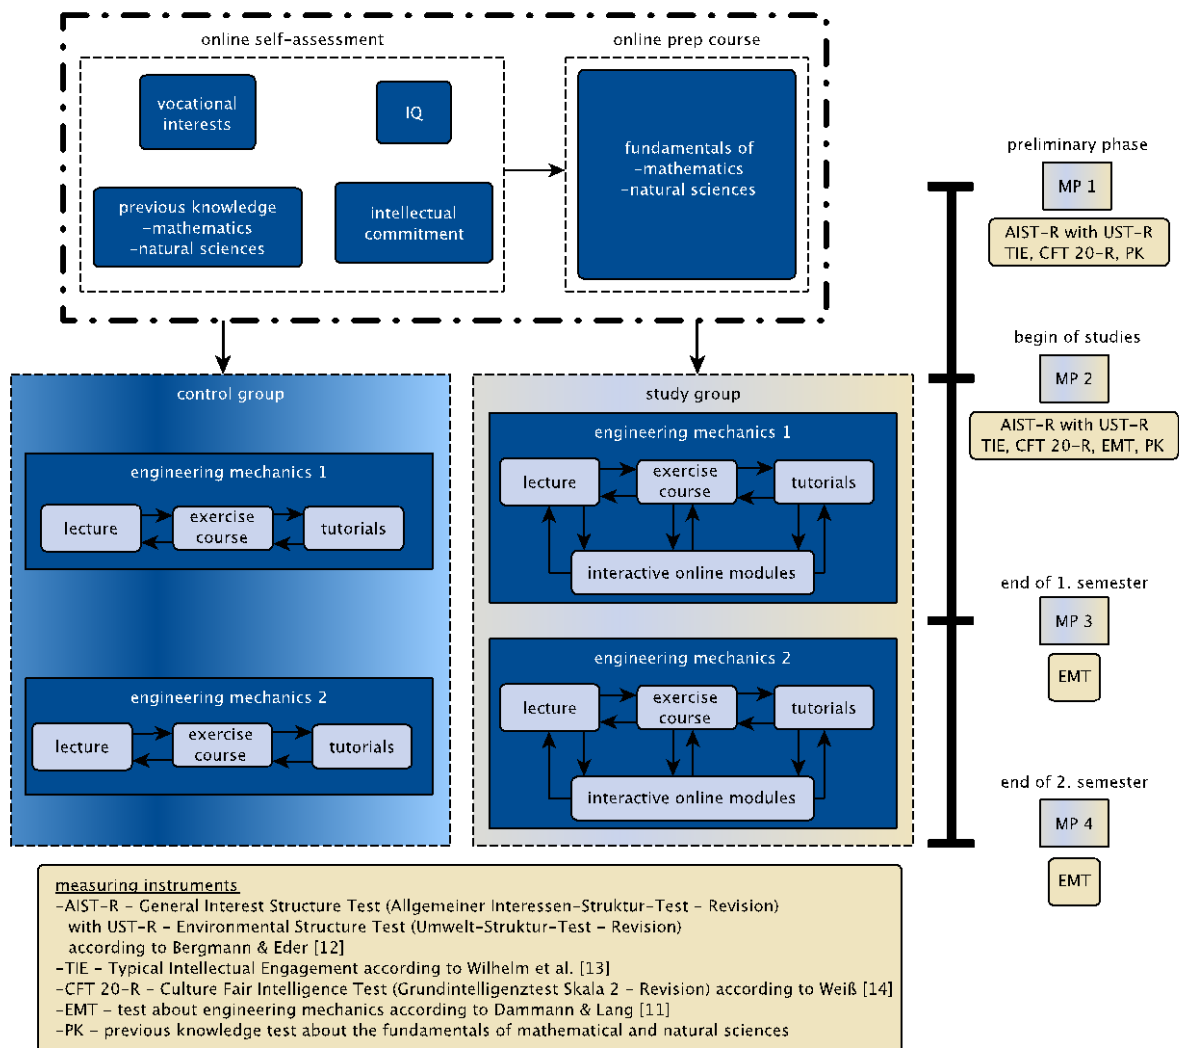 online self-assessment
online prep course
vocational
interests
IQ
previous knowledge
-mathematics
-natural sciences
intellectual
commitment
fundamentals of
-mathematics
-natural sciences
preliminary phase
MP 1
AIST-R with UST-R
TIE, CFT 20-R, PK
begin of studies
MP 2
AIST-R with UST-R
TIE, CFT 20-R, EMT, PK
end of 1. semester
MP 3
EMT
end of 2. semester
MP 4
EMT
control group
engineering mechanics 1
lecture
exercise
course
tutorials
engineering mechanics 2
lecture
exercise
course
tutorials
study group
engineering mechanics 1
lecture
exercise
course
tutorials
interactive online modules
engineering mechanics 2
lecture
exercise
course
tutorials
interactive online modules
measuring instruments
-AIST-R - General Interest Structure Test (Allgemeiner Interessen-Struktur-Test - Revision)
with UST-R - Environmental Structure Test (Umwelt-Struktur-Test - Revision)
according to Bergmann & Eder [12]
-TIE - Typical Intellectual Engagement according to Wilhelm et al. [13]
-CFT 20-R - Culture Fair Intelligence Test (Grundintelligenztest Skala 2 - Revision) according to Weiß [14]
-EMT - test about engineering mechanics according to Dammann & Lang [11]
-PK - previous knowledge test about the fundamentals of mathematical and natural sciences